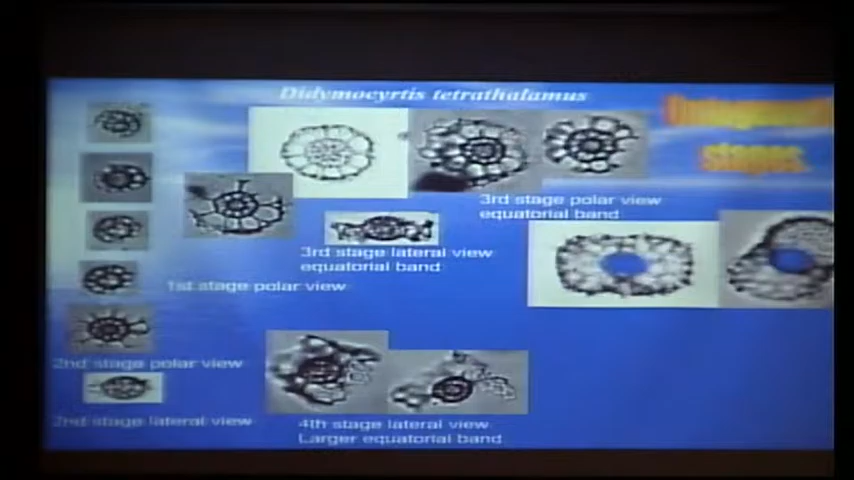 Didymocyrtis tetrathalamus
stages
3rd stage polar view
equatorial band
3rd stage lateral view
equatorial band
1st stage polar view
2nd stage polar view
2nd stage lateral view
4th stage lateral view
Larger equatorial band